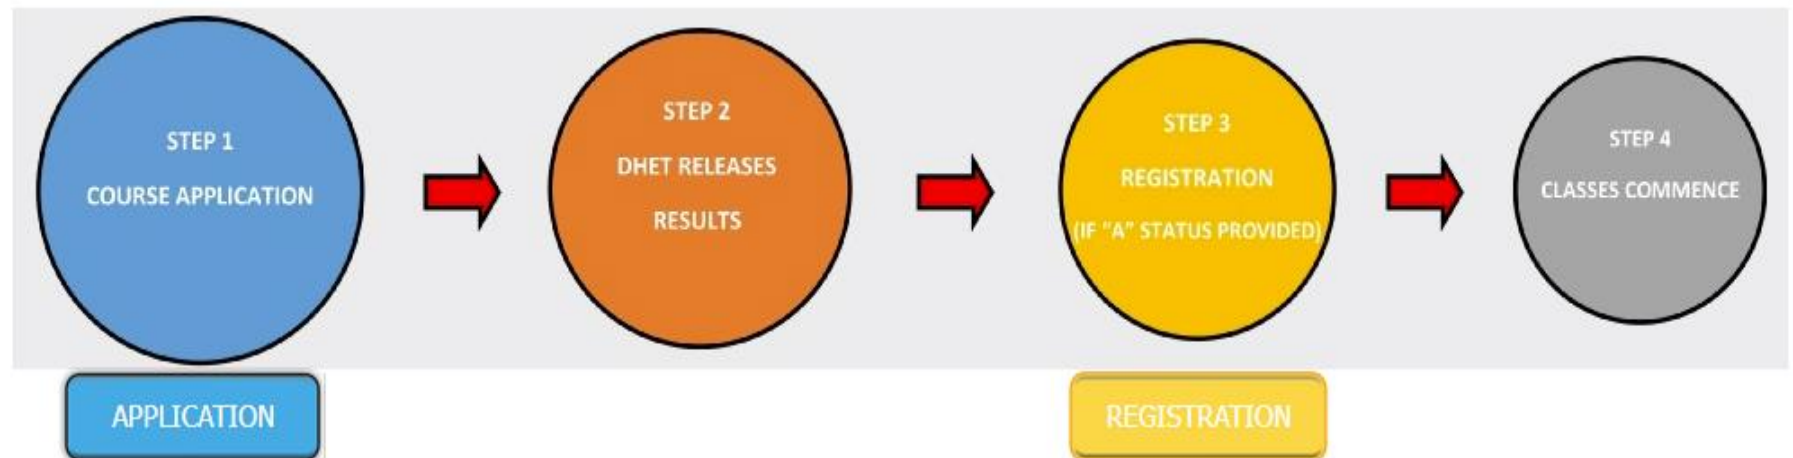 STEP 1
COURSE APPLICATION
STEP 2
DHET RELEASES
RESULTS
STEP 3
REGISTRATION
(IF "A" STATUS PROVIDED)
STEP 4
CLASSES COMMENCE
APPLICATION
REGISTRATION